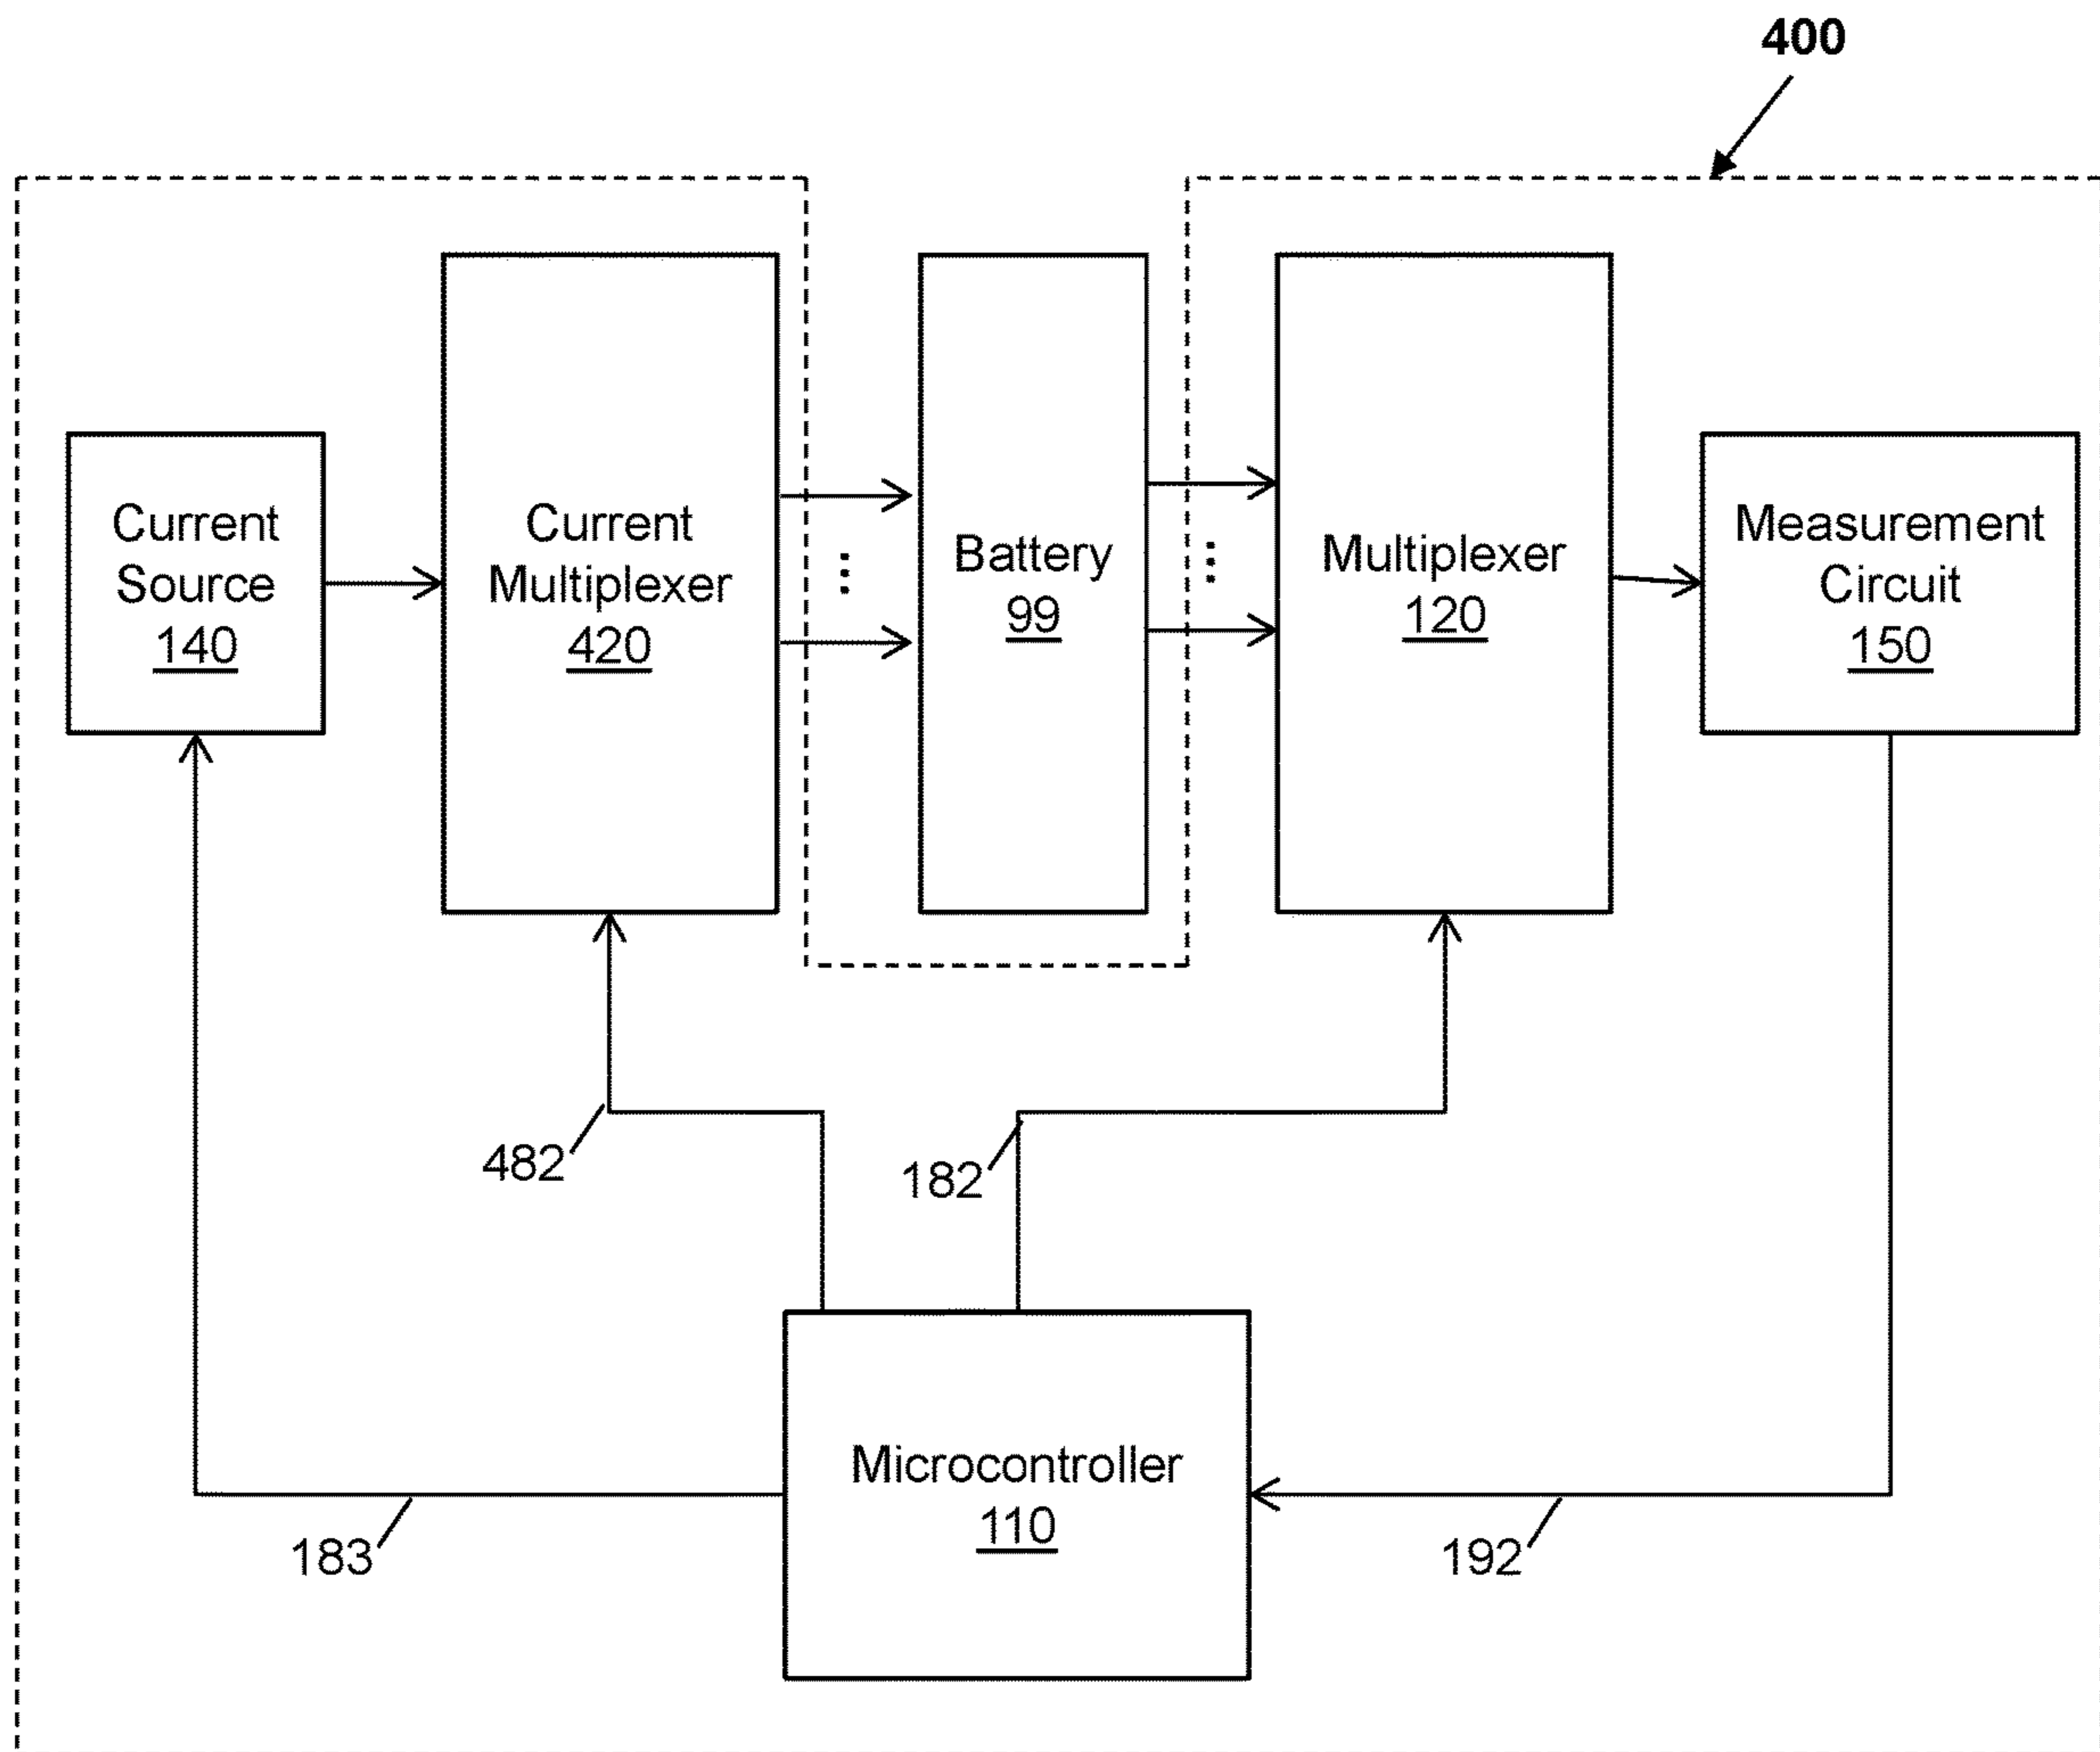 400
Current
Source
140
Current
Multiplexer
420
Battery
99
Multiplexer
120
Measurement
Circuit
150
482
182
Microcontroller
110
183
192